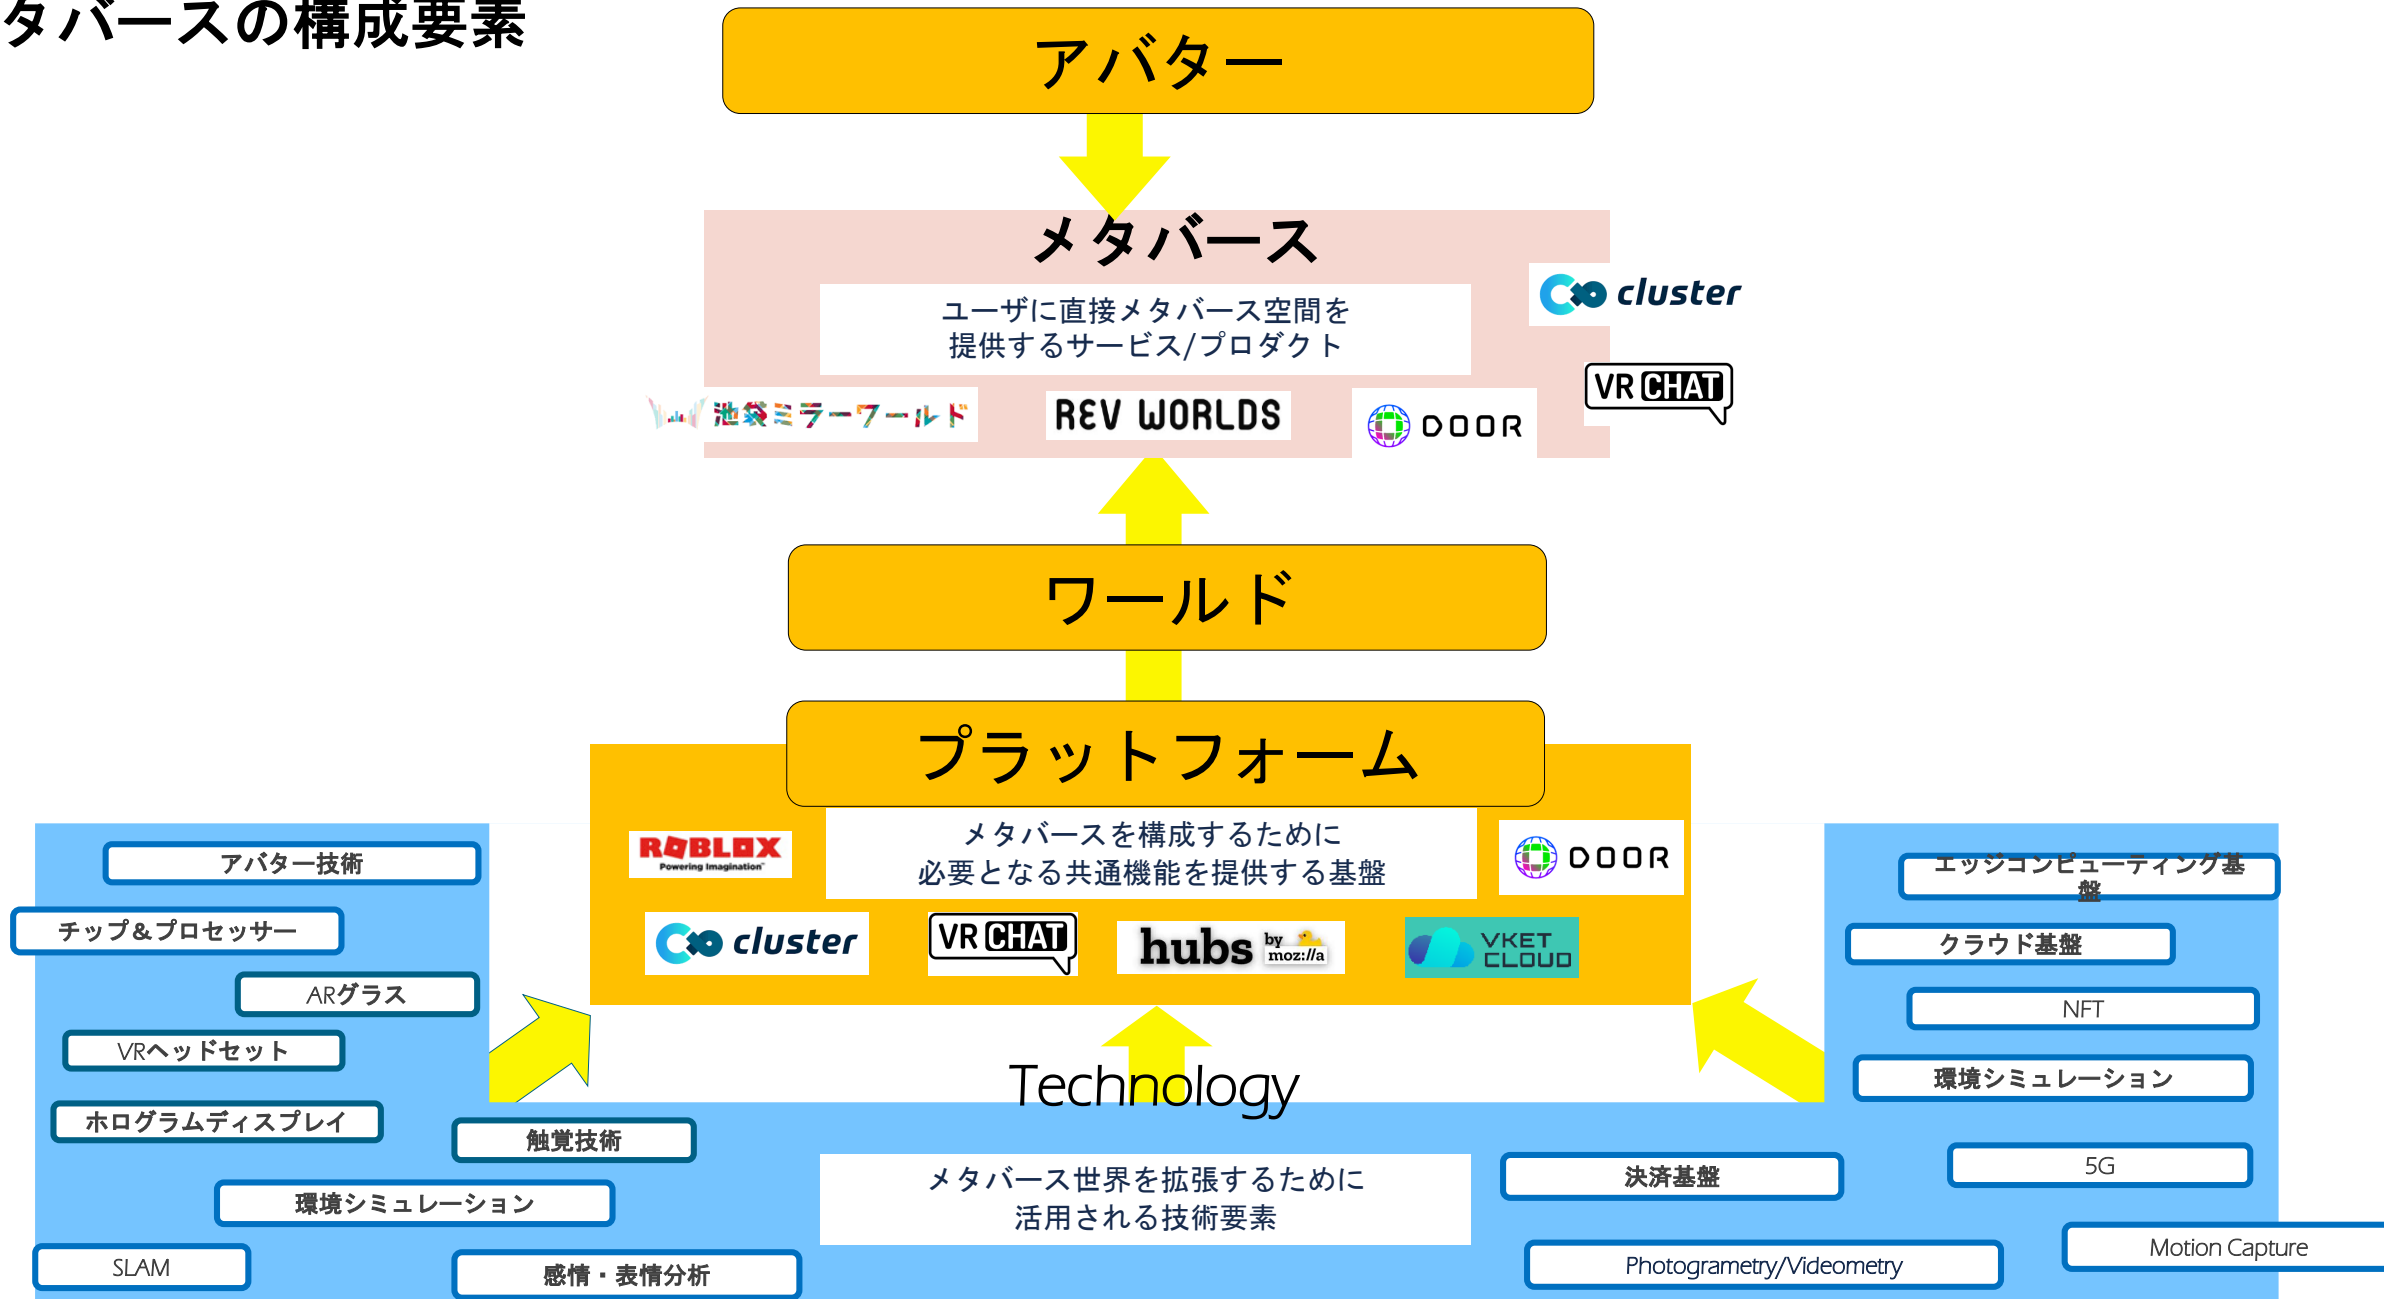 タバースの構成要素
アバター
メタバース
ユーザに直接メタバース空間を
提供するサービス/プロダクト
cluster
VR CHAT
池袋ミラーワールド
REV WORLDS
DOOR
ワールド
プラットフォーム
メタバースを構成するために
必要となる共通機能を提供する基盤
ROBLOX
Powering Imagination™
DOOR
cluster
VR CHAT
hubs by moz://a
VKET
CLOUD
アバター技術
チップ&プロセッサー
ARグラス
VRヘッドセット
ホログラムディスプレイ
触覚技術
環境シミュレーション
SLAM
感情・表情分析
Technology
メタバース世界を拡張するために
活用される技術要素
エッジコンピューティング基
盤
クラウド基盤
NFT
環境シミュレーション
5G
決済基盤
Motion Capture
Photogrametry/Videometry